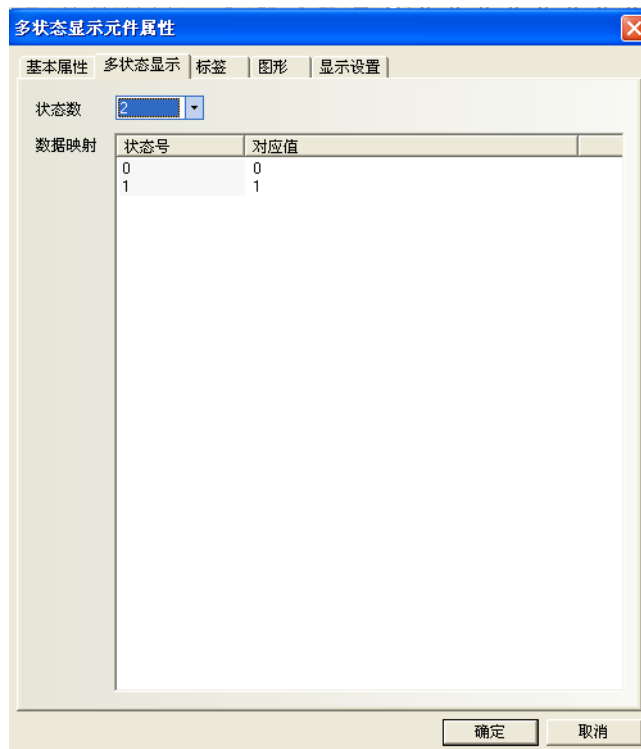 多状态显示元件属性
基本属性 多状态显示 标签 图形 显示设置
状态数 2
数据映射 状态号 对应值
0 0
1 1
确定 取消